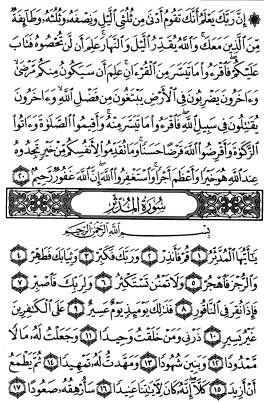 ۞ إِنَّ رَبَّكَ يَعْلَمُ أَنَّكَ تَقُومُ أَدْنَىٰ مِن ثُلُثَيِ ٱلَّيْلِ وَنِصْفَهُۥ وَثُلُثَهُۥ وَطَآئِفَةٌ
مِّنَ ٱلَّذِينَ مَعَكَ ۚ وَٱللَّهُ يُقَدِّرُ ٱلَّيْلَ وَٱلنَّهَارَ ۚ عَلِمَ أَن لَّن تُحْصُوهُ فَتَابَ
عَلَيْكُمْ ۖ فَٱقْرَءُوا۟ مَا تَيَسَّرَ مِنَ ٱلْقُرْءَانِ ۚ عَلِمَ أَن سَيَكُونُ مِنكُم مَّرْضَىٰ ۙ
وَءَاخَرُونَ يَضْرِبُونَ فِى ٱلْأَرْضِ يَبْتَغُونَ مِن فَضْلِ ٱللَّهِ ۙ وَءَاخَرُونَ
يُقَٰتِلُونَ فِى سَبِيلِ ٱللَّهِ ۖ فَٱقْرَءُوا۟ مَا تَيَسَّرَ مِنْهُ ۚ وَأَقِيمُوا۟ ٱلصَّلَوٰةَ وَءَاتُوا۟
ٱلزَّكَوٰةَ وَأَقْرِضُوا۟ ٱللَّهَ قَرْضًا حَسَنًا ۚ وَمَا تُقَدِّمُوا۟ لِأَنفُسِكُم مِّنْ خَيْرٍ تَجِدُوهُ
عِندَ ٱللَّهِ هُوَ خَيْرًا وَأَعْظَمَ أَجْرًا ۚ وَٱسْتَغْفِرُوا۟ ٱللَّهَ ۖ إِنَّ ٱللَّهَ غَفُورٌ رَّحِيمٌۢ ٢٠
سُورَةُ المُدَّثِّر
بِسْمِ ٱللَّهِ ٱلرَّحْمَٰنِ ٱلرَّحِيمِ
يَٰٓأَيُّهَا ٱلْمُدَّثِّرُ ١ قُمْ فَأَنذِرْ ٢ وَرَبَّكَ فَكَبِّرْ ٣ وَثِيَابَكَ فَطَهِّرْ ٤
وَٱلرُّجْزَ فَٱهْجُرْ ٥ وَلَا تَمْنُن تَسْتَكْثِرُ ٦ وَلِرَبِّكَ فَٱصْبِرْ ٧
فَإِذَا نُقِرَ فِى ٱلنَّاقُورِ ٨ فَذَٰلِكَ يَوْمَئِذٍ يَوْمٌ عَسِيرٌ ٩ عَلَى ٱلْكَٰفِرِينَ
غَيْرُ يَسِيرٍ ١٠ ذَرْنِى وَمَنْ خَلَقْتُ وَحِيدًا ١١ وَجَعَلْتُ لَهُۥ مَالًا
مَّمْدُودًا ١٢ وَبَنِينَ شُهُودًا ١٣ وَمَهَّدتُّ لَهُۥ تَمْهِيدًا ١٤ ثُمَّ يَطْمَعُ
أَنْ أَزِيدَ ١٥ كَلَّآ ۖ إِنَّهُۥ كَانَ لِءَايَٰتِنَا عَنِيدًا ١٦ سَأُرْهِقُهُۥ صَعُودًا ١٧